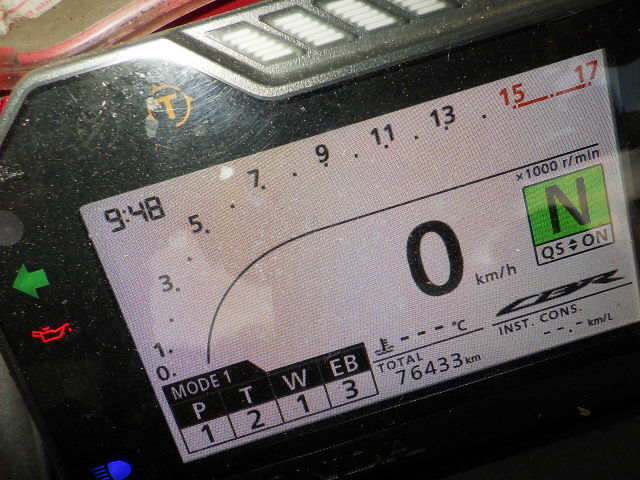 T
9:48
0. 1. 3. 5. 7 9 11 13 15 17
×1000 r/min
N
QS ON
0 km/h
CBR
---°C
INST. CONS.
--.- km/L
TOTAL
76433 km
MODE 1
P T W EB
1 2 1 3